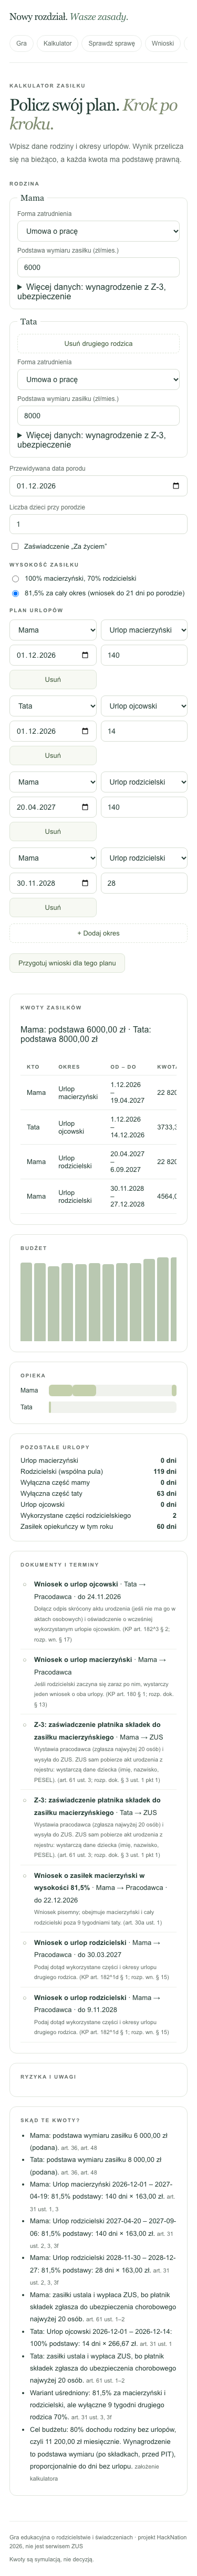 Nowy rozdział. Wasze zasady.
Gra
Kalkulator
Sprawdź sprawę
Wnioski
KALKULATOR ZASIŁKU
Policz swój plan. Krok po
kroku.
Wpisz dane rodziny i okresy urlopów. Wynik przelicza
się na bieżąco, a każda kwota ma podstawę prawną.
RODZINA
Mama
Forma zatrudnienia
Umowa o pracę
Podstawa wymiaru zasiłku (zł/mies.)
6000
Więcej danych: wynagrodzenie z Z-3,
ubezpieczenie
Tata
Usuń drugiego rodzica
Forma zatrudnienia
Umowa o pracę
Podstawa wymiaru zasiłku (zł/mies.)
8000
Więcej danych: wynagrodzenie z Z-3,
ubezpieczenie
Przewidywana data porodu
01.12.2026
Liczba dzieci przy porodzie
1
Zaświadczenie „Za życiem”
WYSOKOŚĆ ZASIŁKU
100% macierzyński, 70% rodzicielski
81,5% za cały okres (wniosek do 21 dni po porodzie)
PLAN URLOPÓW
Mama
Urlop macierzyński
01.12.2026
140
Usuń
Tata
Urlop ojcowski
01.12.2026
14
Usuń
Mama
Urlop rodzicielski
20.04.2027
140
Usuń
Mama
Urlop rodzicielski
30.11.2028
28
Usuń
+ Dodaj okres
Przygotuj wnioski dla tego planu
KWOTY ZASIŁKÓW
Mama: podstawa 6000,00 zł · Tata:
podstawa 8000,00 zł
KTO
OKRES
OD – DO
KWOTA
Mama
Urlop
macierzyński
1.12.2026
–
19.04.2027
22 820
Tata
Urlop
ojcowski
1.12.2026
–
14.12.2026
3733,3
Mama
Urlop
rodzicielski
20.04.2027
–
6.09.2027
22 820
Mama
Urlop
rodzicielski
30.11.2028
–
27.12.2028
4564,0
BUDŻET
OPIEKA
Mama
Tata
POZOSTAŁE URLOPY
Urlop macierzyński 0 dni
Rodzicielski (wspólna pula) 119 dni
Wyłączna część mamy 0 dni
Wyłączna część taty 63 dni
Urlop ojcowski 0 dni
Wykorzystane części rodzicielskiego 2
Zasiłek opiekuńczy w tym roku 60 dni
DOKUMENTY I TERMINY
Wniosek o urlop ojcowski · Tata →
Pracodawca · do 24.11.2026
Dołącz odpis skrócony aktu urodzenia (jeśli nie ma go w
aktach osobowych) i oświadczenie o wcześniej
wykorzystanym urlopie ojcowskim. (KP art. 182^3 § 2;
rozp. wn. § 17)
Wniosek o urlop macierzyński · Mama →
Pracodawca
Jeśli rodzicielski zaczyna się zaraz po nim, wystarczy
jeden wniosek o oba urlopy. (KP art. 180 § 1; rozp. dok.
§ 13)
Z-3: zaświadczenie płatnika składek do
zasiłku macierzyńskiego · Mama → ZUS
Wystawia pracodawca (zgłasza najwyżej 20 osób) i
wysyła do ZUS. ZUS sam pobierze akt urodzenia z
rejestru: wystarczą dane dziecka (imię, nazwisko,
PESEL). (art. 61 ust. 3; rozp. dok. § 3 ust. 1 pkt 1)
Z-3: zaświadczenie płatnika składek do
zasiłku macierzyńskiego · Tata → ZUS
Wystawia pracodawca (zgłasza najwyżej 20 osób) i
wysyła do ZUS. ZUS sam pobierze akt urodzenia z
rejestru: wystarczą dane dziecka (imię, nazwisko,
PESEL). (art. 61 ust. 3; rozp. dok. § 3 ust. 1 pkt 1)
Wniosek o zasiłek macierzyński w
wysokości 81,5% · Mama → Pracodawca ·
do 22.12.2026
Wniosek pisemny; obejmuje macierzyński i cały
rodzicielski poza 9 tygodniami taty. (art. 30a ust. 1)
Wniosek o urlop rodzicielski · Mama →
Pracodawca · do 30.03.2027
Podaj dotąd wykorzystane części i okresy urlopu
drugiego rodzica. (KP art. 182^1d § 1; rozp. wn. § 15)
Wniosek o urlop rodzicielski · Mama →
Pracodawca · do 9.11.2028
Podaj dotąd wykorzystane części i okresy urlopu
drugiego rodzica. (KP art. 182^1d § 1; rozp. wn. § 15)
RYZYKA I UWAGI
SKĄD TE KWOTY?
Mama: podstawa wymiaru zasiłku 6 000,00 zł
(podana). art. 36, art. 48
Tata: podstawa wymiaru zasiłku 8 000,00 zł
(podana). art. 36, art. 48
Mama: Urlop macierzyński 2026-12-01 – 2027-
04-19: 81,5% podstawy: 140 dni × 163,00 zł. art.
31 ust. 1, 3
Mama: Urlop rodzicielski 2027-04-20 – 2027-09-
06: 81,5% podstawy: 140 dni × 163,00 zł. art. 31
ust. 2, 3, 3f
Mama: Urlop rodzicielski 2028-11-30 – 2028-12-
27: 81,5% podstawy: 28 dni × 163,00 zł. art. 31
ust. 2, 3, 3f
Mama: zasiłki ustala i wypłaca ZUS, bo płatnik
składek zgłasza do ubezpieczenia chorobowego
najwyżej 20 osób. art. 61 ust. 1–2
Tata: Urlop ojcowski 2026-12-01 – 2026-12-14:
100% podstawy: 14 dni × 266,67 zł. art. 31 ust. 1
Tata: zasiłki ustala i wypłaca ZUS, bo płatnik
składek zgłasza do ubezpieczenia chorobowego
najwyżej 20 osób. art. 61 ust. 1–2
Wariant uśredniony: 81,5% za macierzyński i
rodzicielski, ale wyłączne 9 tygodni drugiego
rodzica 70%. art. 31 ust. 3, 3f
Cel budżetu: 80% dochodu rodziny bez urlopów,
czyli 11 200,00 zł miesięcznie. Wynagrodzenie
to podstawa wymiaru (po składkach, przed PIT),
proporcjonalnie do dni bez urlopu. założenie
kalkulatora
Gra edukacyjna o rodzicielstwie i świadczeniach · projekt HackNation
2026, nie jest serwisem ZUS
Kwoty są symulacją, nie decyzją.